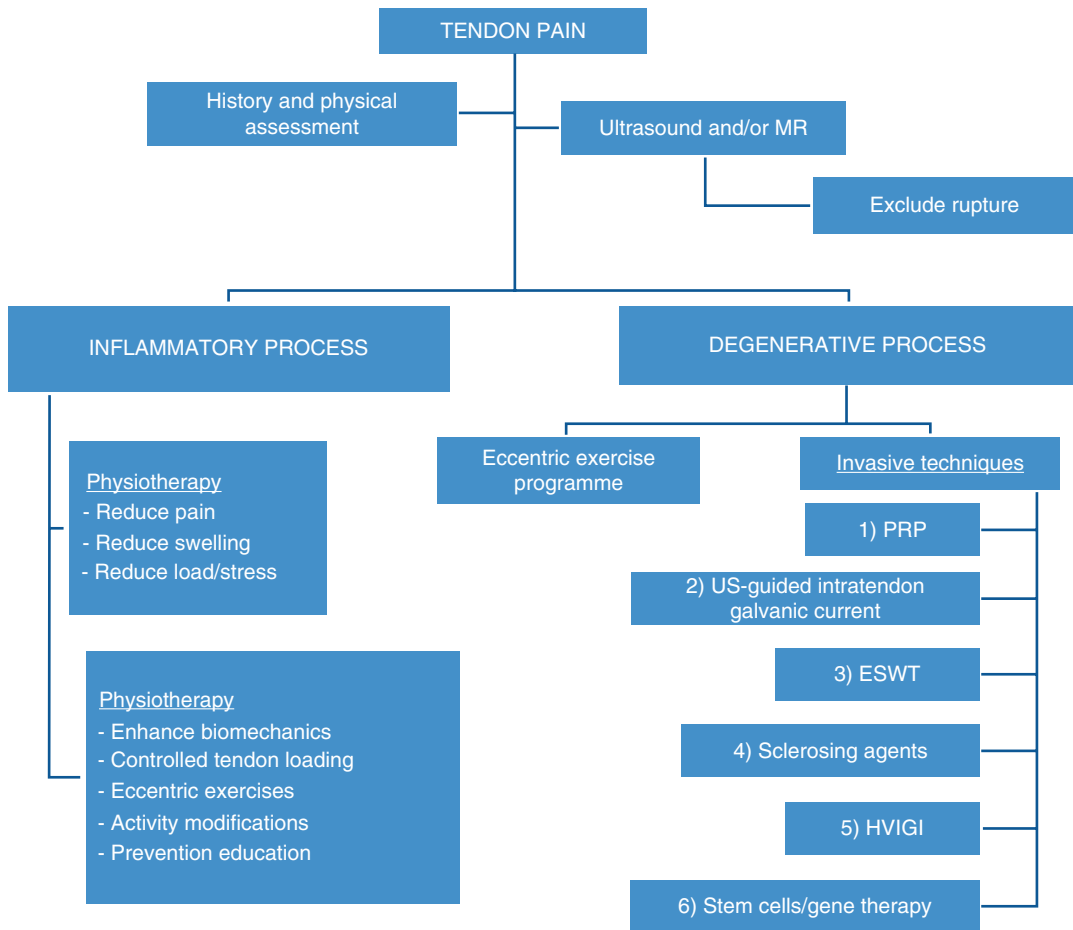 TENDON PAIN
History and physical
assessment
Ultrasound and/or MR
Exclude rupture
INFLAMMATORY PROCESS
DEGENERATIVE PROCESS
Physiotherapy
- Reduce pain
- Reduce swelling
- Reduce load/stress
Physiotherapy
- Enhance biomechanics
- Controlled tendon loading
- Eccentric exercises
- Activity modifications
- Prevention education
Eccentric exercise
programme
Invasive techniques
1) PRP
2) US-guided intratendon
galvanic current
3) ESWT
4) Sclerosing agents
5) HVIGI
6) Stem cells/gene therapy